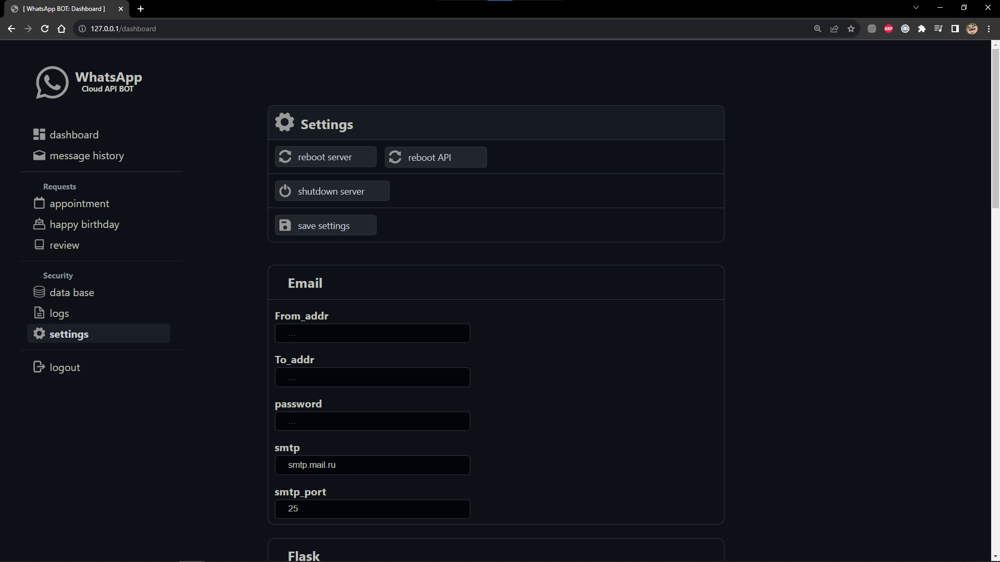 [ WhatsApp BOT: Dashboard ]
127.0.0.1/dashboard
ABP
WhatsApp
Cloud API BOT
dashboard
message history
Requests
appointment
happy birthday
review
Security
data base
logs
settings
logout
Settings
reboot server
reboot API
shutdown server
save settings
Email
From_addr
...
To_addr
...
password
...
smtp
smtp.mail.ru
smtp_port
25
Flask